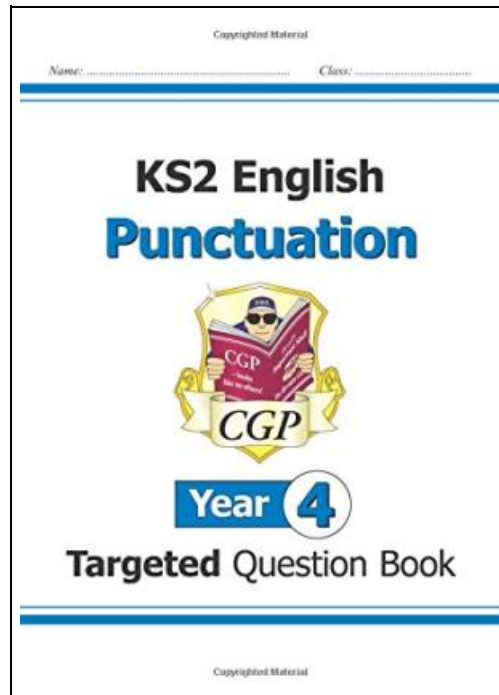 Copyrighted Material
Name: ............................................................ Class: ...................................
KS2 English
Punctuation
CGP
CGP
Year 4
Targeted Question Book
Copyrighted Material